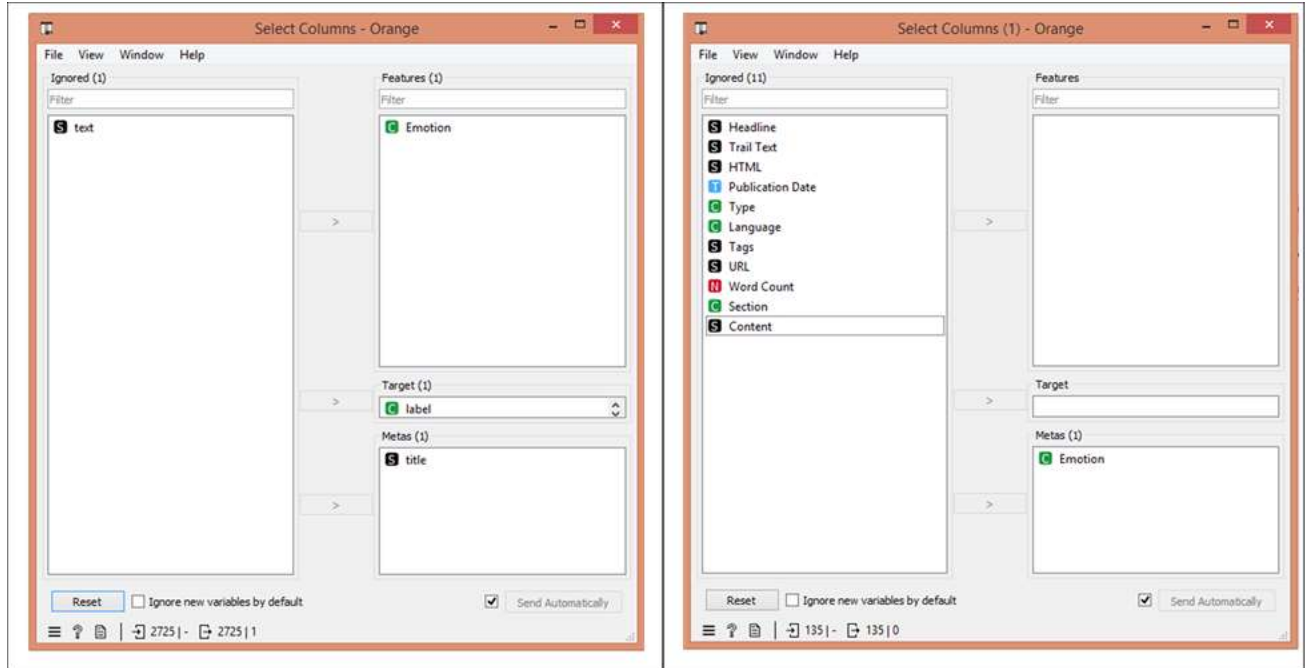 Select Columns - Orange
File View Window Help
Ignored (1)
Filter
S text
>
>
>
Features (1)
Filter
C Emotion
Target (1)
C label
Metas (1)
S title
Reset Ignore new variables by default Send Automatically
2725 | - 2725 | 1
Select Columns (1) - Orange
File View Window Help
Ignored (11)
Filter
S Headline
S Trail Text
S HTML
T Publication Date
C Type
C Language
S Tags
S URL
N Word Count
C Section
S Content
>
>
>
Features
Filter
Target
Metas (1)
C Emotion
Reset Ignore new variables by default Send Automatically
135 | - 135 | 0